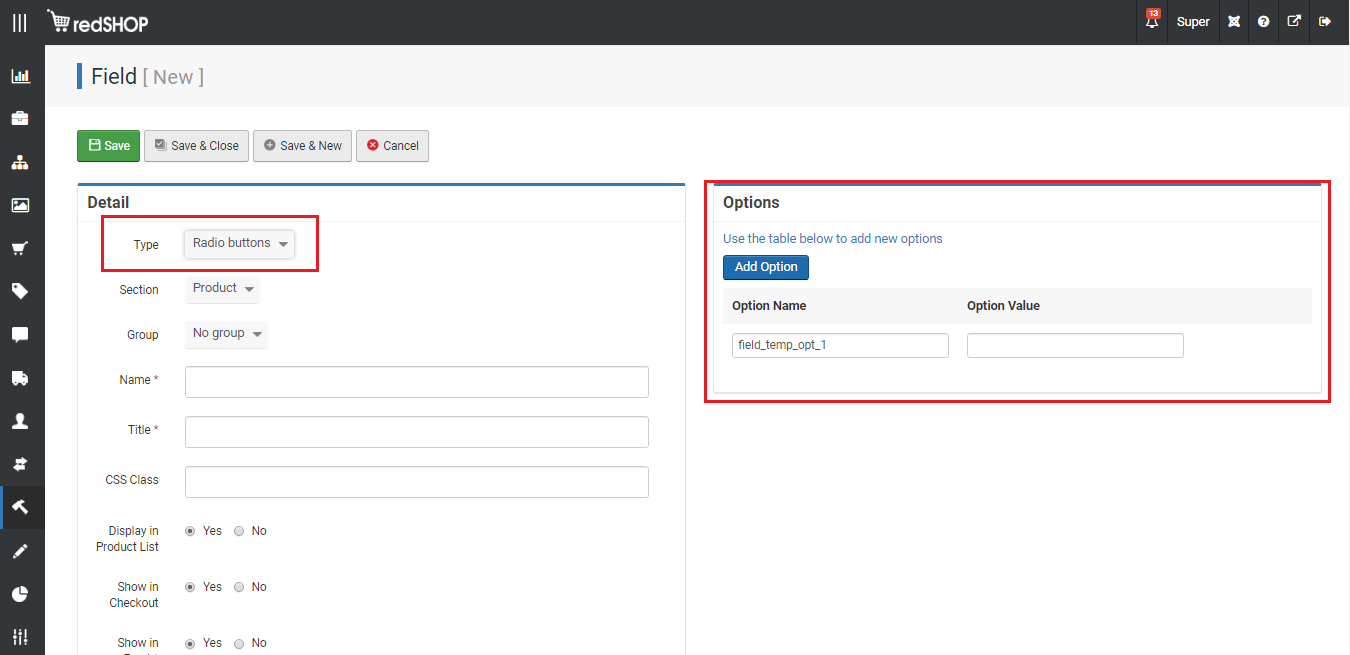 redSHOP
13
Super
Field [ New ]
Save
Save & Close
Save & New
Cancel
Detail
Type
Radio buttons
Section
Product
Group
No group
Name *
Title *
CSS Class
Display in
Product List
Yes
No
Show in
Checkout
Yes
No
Show in
Yes
No
Options
Use the table below to add new options
Add Option
Option Name
Option Value
field_temp_opt_1